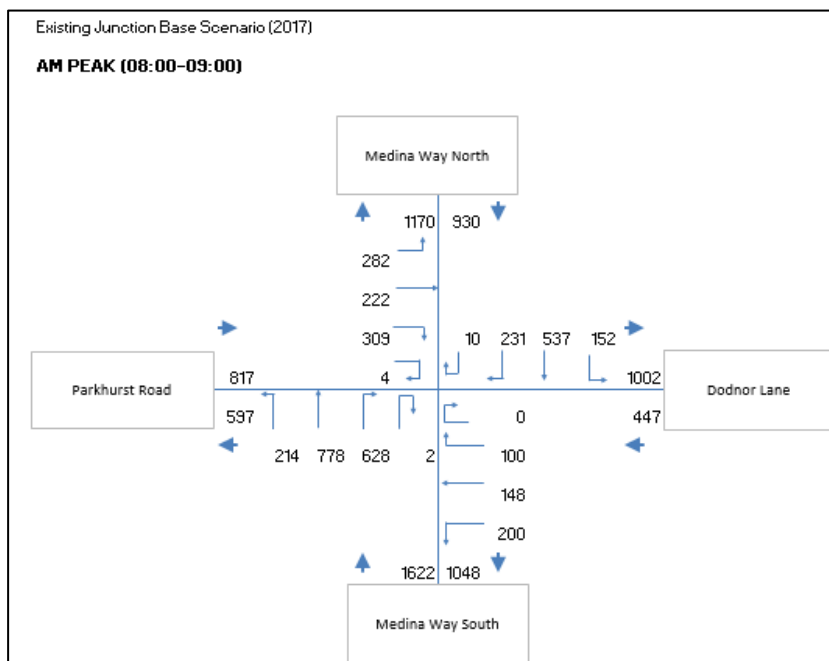 Existing Junction Base Scenario (2017)
AM PEAK (08:00-09:00)
Medina Way North
1170 930
282
222
309 10 231 537 152
817 4 1002
Parkhurst Road Dodnor Lane
597 0 447
214 778 628 2 100
148
200
1622 1048
Medina Way South